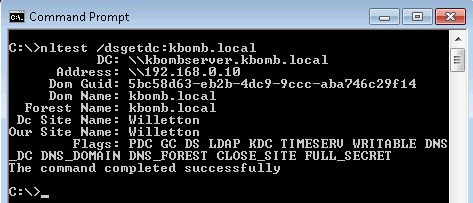 Command Prompt
C:\>nltest /dsgetdc:kbomb.local
DC: \\kbombserver.kbomb.local
Address: \\192.168.0.10
Dom Guid: 5bc58d63-eb2b-4dc9-9ccc-aba746c29f14
Dom Name: kbomb.local
Forest Name: kbomb.local
Dc Site Name: Willetton
Our Site Name: Willetton
Flags: PDC GC DS LDAP KDC TIMESERV WRITABLE DNS
_DC DNS_DOMAIN DNS_FOREST CLOSE_SITE FULL_SECRET
The command completed successfully
C:\>_